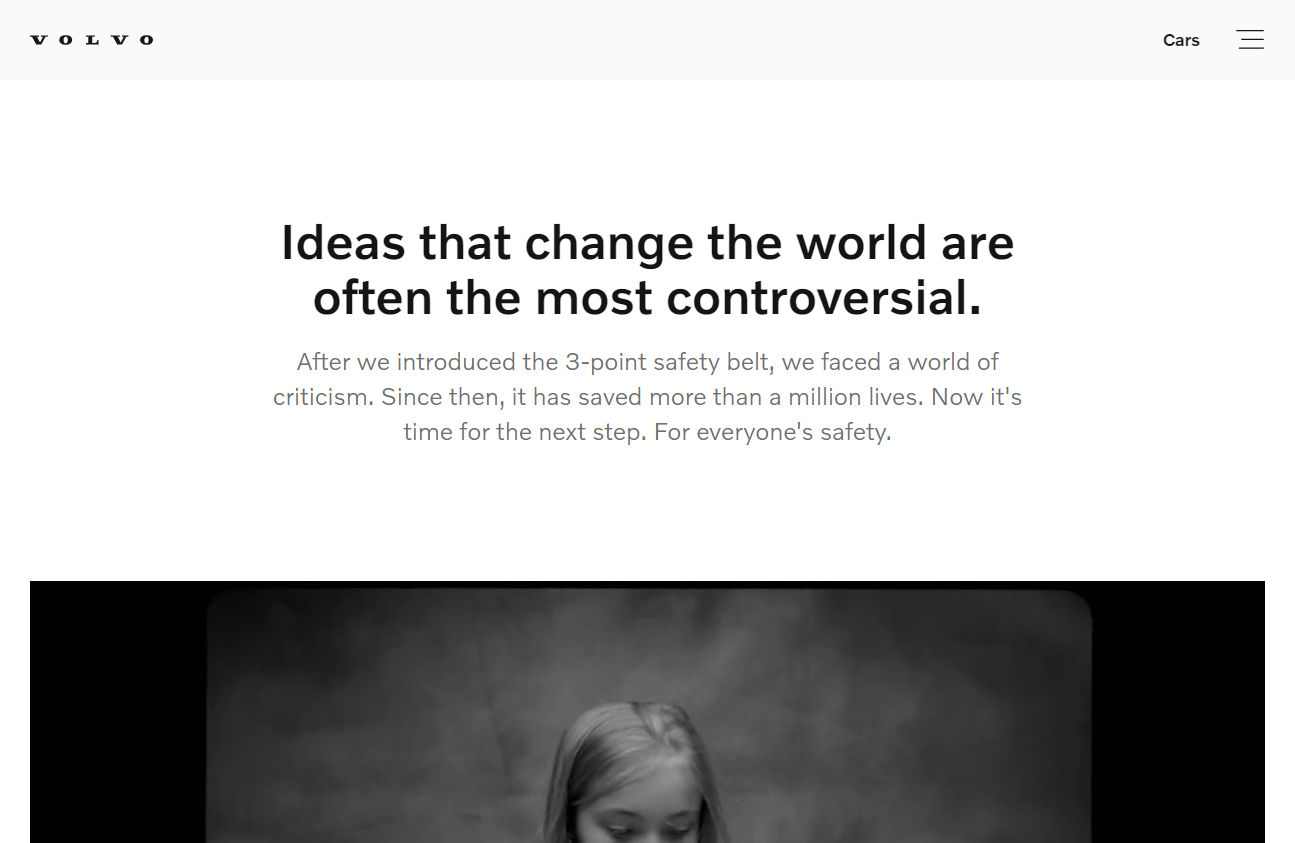 VOLVO
Cars
Ideas that change the world are
often the most controversial.
After we introduced the 3-point safety belt, we faced a world of
criticism. Since then, it has saved more than a million lives. Now it's
time for the next step. For everyone's safety.